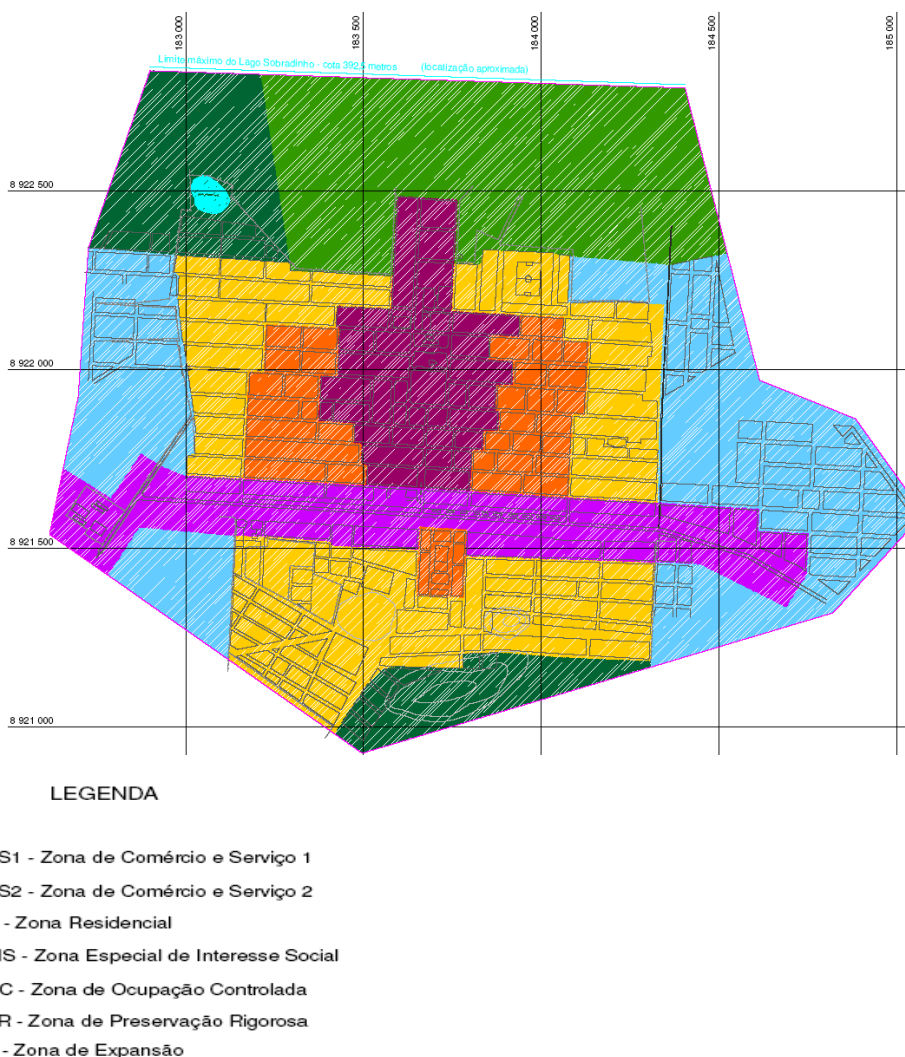 183 000
183 500
184 000
184 500
185 000
Limite máximo do Lago Sobradinho - cota 392,5 metros (localização aproximada)
8 922 500
8 922 000
8 921 500
8 921 000
LEGENDA
S1 - Zona de Comércio e Serviço 1
S2 - Zona de Comércio e Serviço 2
- Zona Residencial
IS - Zona Especial de Interesse Social
C - Zona de Ocupação Controlada
R - Zona de Preservação Rigorosa
- Zona de Expansão